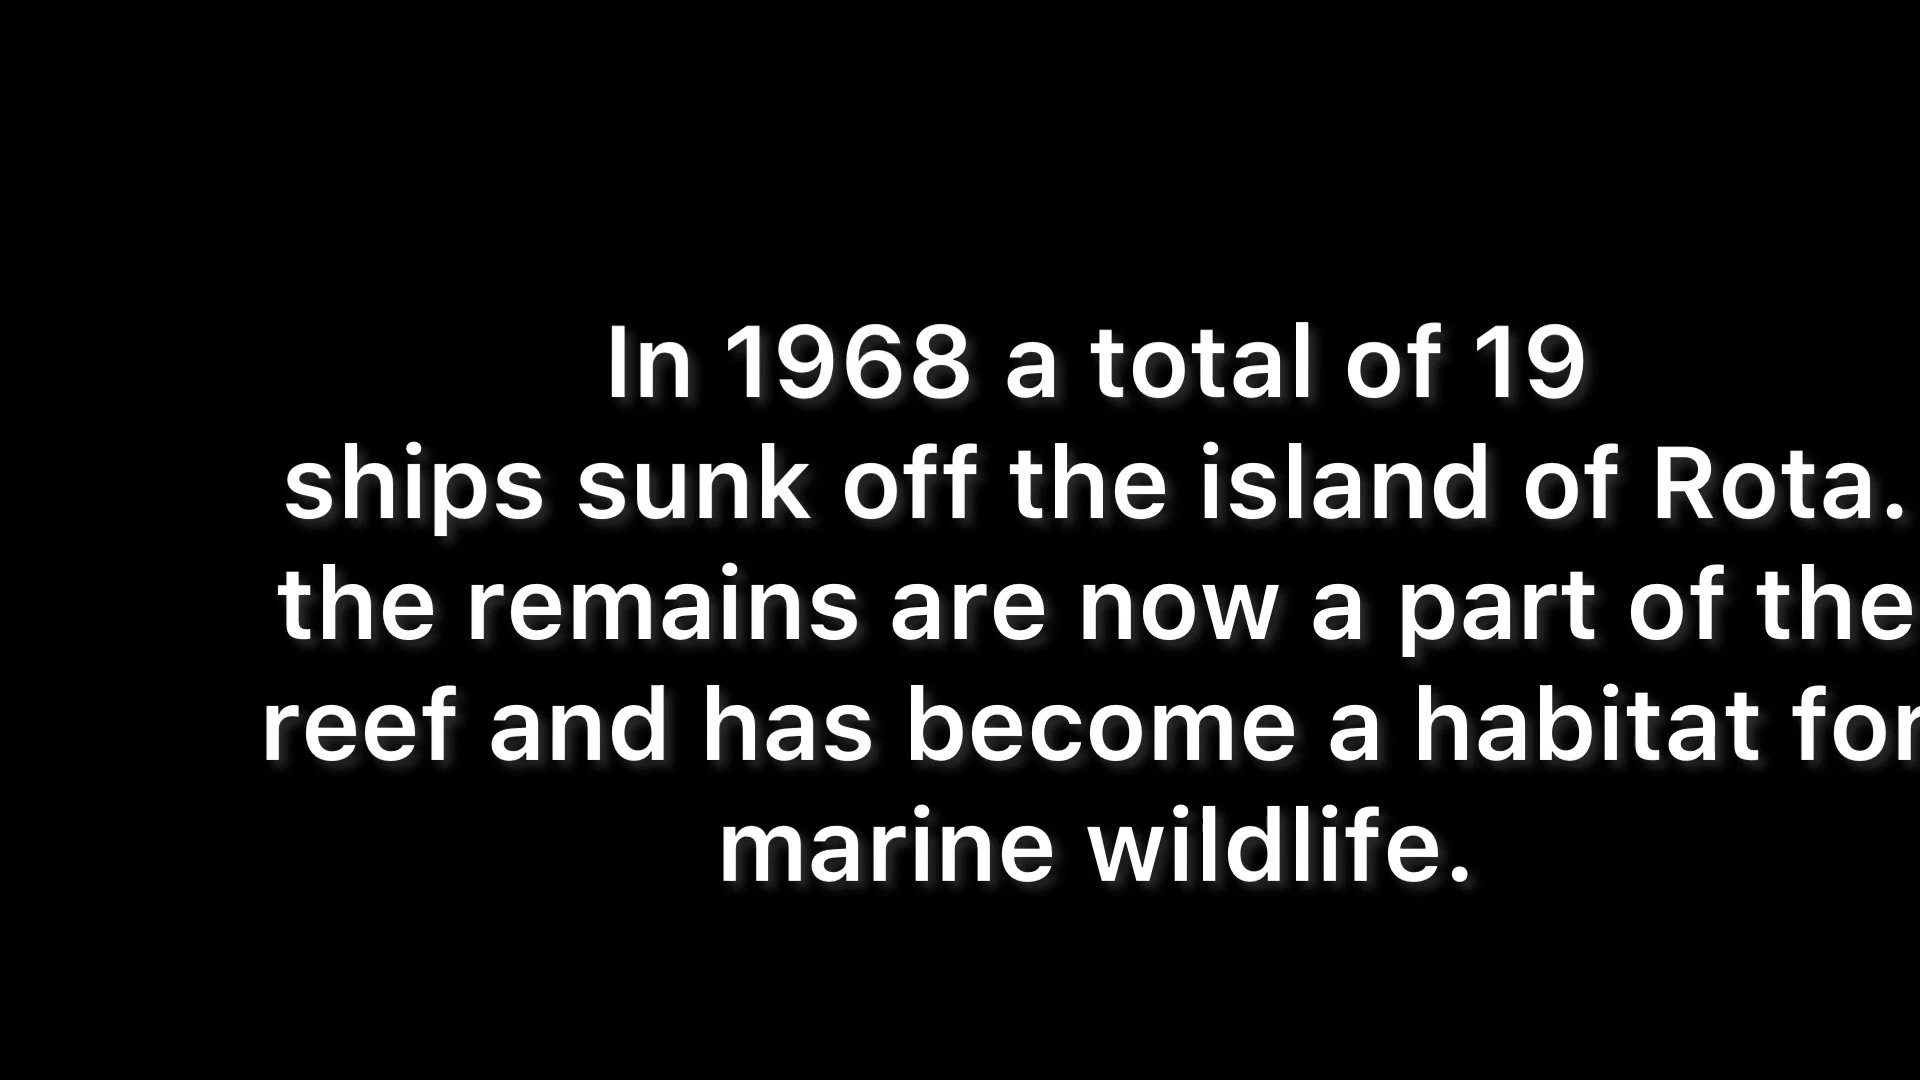 In 1968 a total of 19
ships sunk off the island of Rota.
the remains are now a part of the
reef and has become a habitat for
marine wildlife.